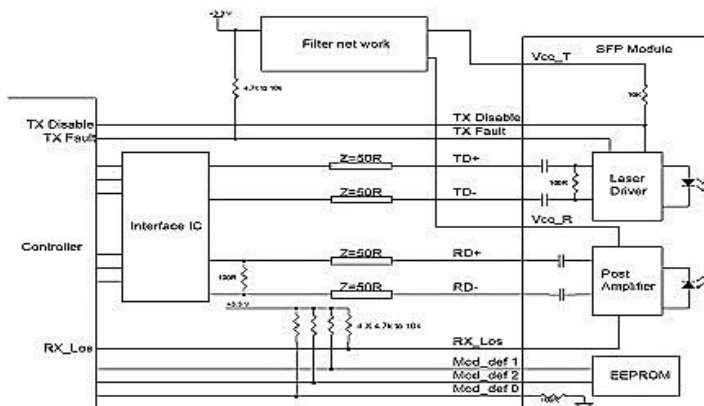 +3.3V
Filter net work
SFP Module
Vcc_T
4.7k to 10k
10K
TX Disable
TX Disable
TX Fault
TX Fault
Z=50R
TD+
Laser Driver
100R
Z=50R
TD-
Interface IC
Vcc_R
Controller
Z=50R
RD+
Post Amplifier
Z=50R
RD-
+3.3V
4 X 4.7k to 10k
RX_Los
RX_Los
Mod_def 1
Mod_def 2
Mod_def 0
EEPROM